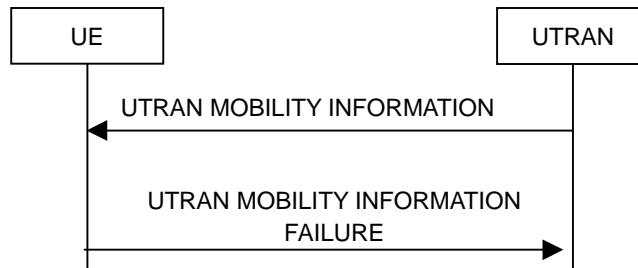 UE
UTRAN
UTRAN MOBILITY INFORMATION
UTRAN MOBILITY INFORMATION
FAILURE